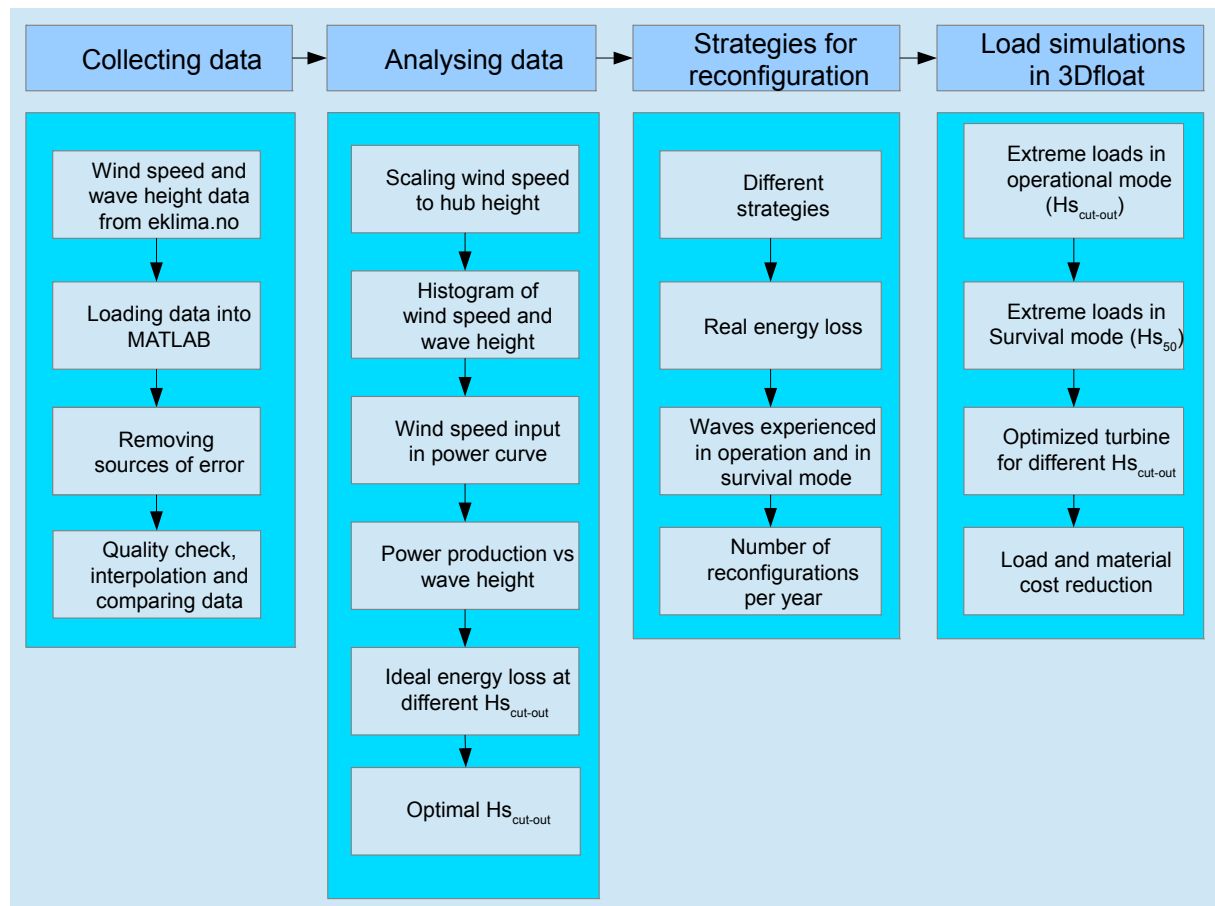 Collecting data
Analysing data
Strategies for
reconfiguration
Load simulations
in 3Dfloat
Wind speed and
wave height data
from eklima.no
Loading data into
MATLAB
Removing
sources of error
Quality check,
interpolation and
comparing data
Scaling wind speed
to hub height
Histogram of
wind speed and
wave height
Wind speed input
in power curve
Power production vs
wave height
Ideal energy loss at
different Hscut-out
Optimal Hscut-out
Different
strategies
Real energy loss
Waves experienced
in operation and in
survival mode
Number of
reconfigurations
per year
Extreme loads in
operational mode
(Hscut-out)
Extreme loads in
Survival mode (Hs50)
Optimized turbine
for different Hscut-out
Load and material
cost reduction